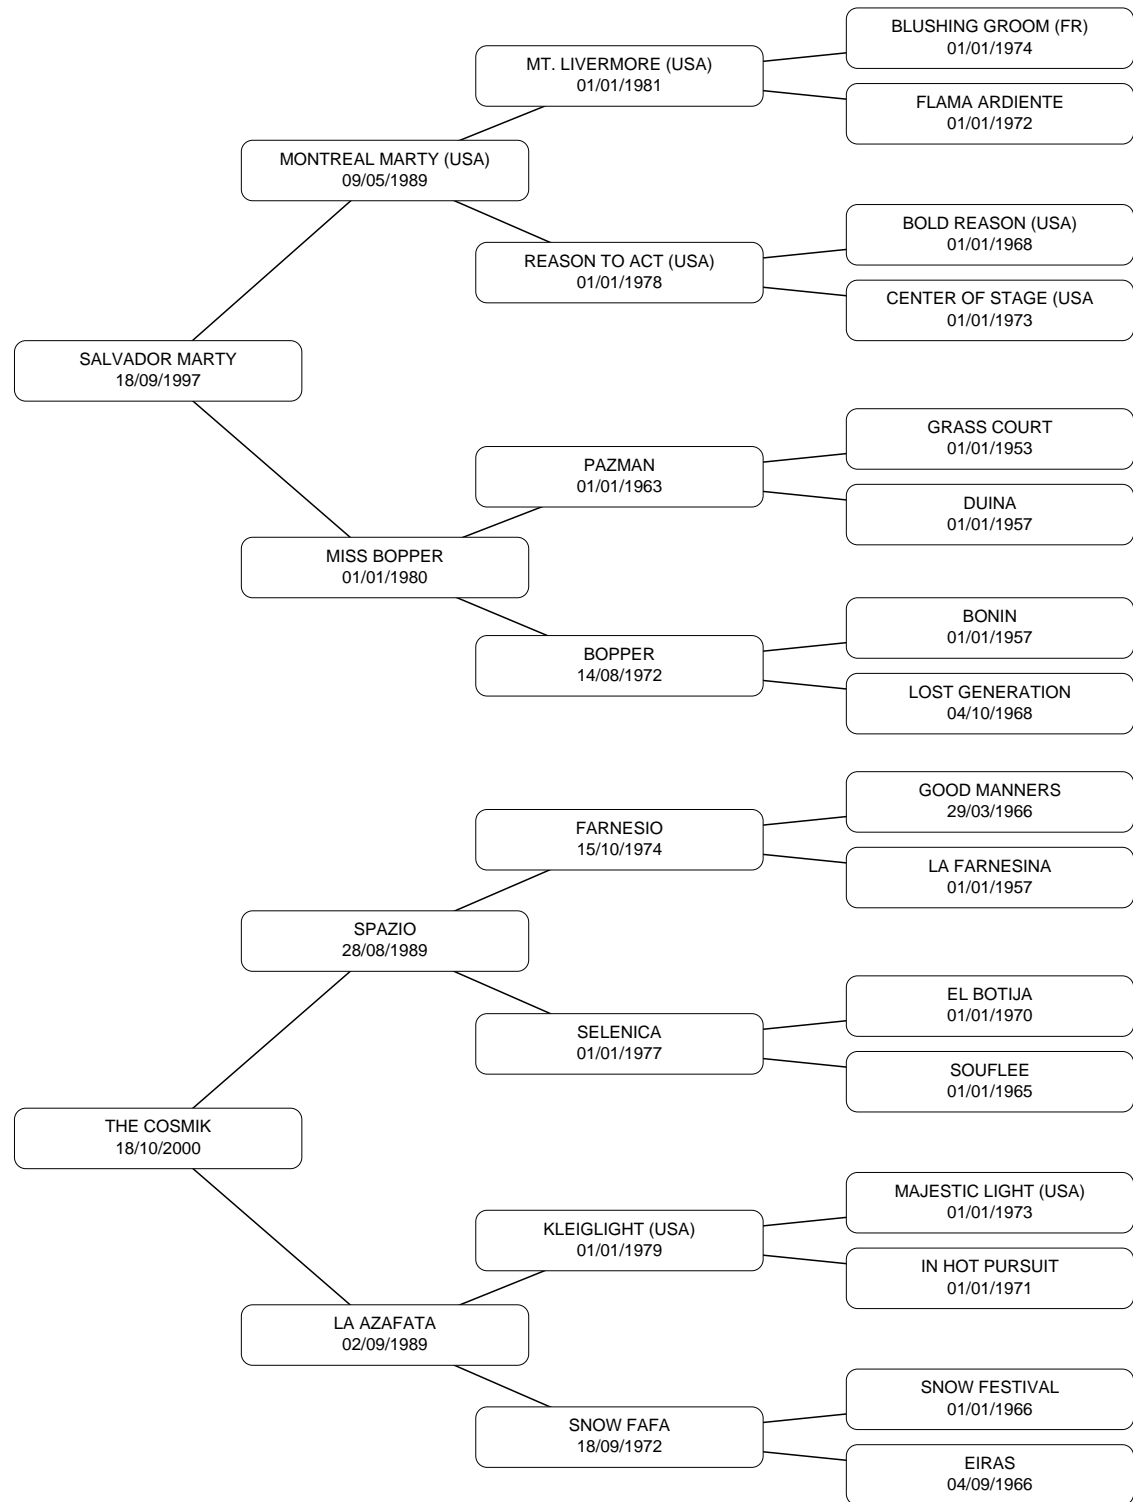 BLUSHING GROOM (FR)
01/01/1974
MT. LIVERMORE (USA)
01/01/1981
FLAMA ARDIENTE
01/01/1972
MONTREAL MARTY (USA)
09/05/1989
BOLD REASON (USA)
01/01/1968
REASON TO ACT (USA)
01/01/1978
CENTER OF STAGE (USA
01/01/1973
SALVADOR MARTY
18/09/1997
GRASS COURT
01/01/1953
PAZMAN
01/01/1963
DUINA
01/01/1957
MISS BOPPER
01/01/1980
BONIN
01/01/1957
BOPPER
14/08/1972
LOST GENERATION
04/10/1968
GOOD MANNERS
29/03/1966
FARNESIO
15/10/1974
LA FARNESINA
01/01/1957
SPAZIO
28/08/1989
EL BOTIJA
01/01/1970
SELENICA
01/01/1977
SOUFLEE
01/01/1965
THE COSMIK
18/10/2000
MAJESTIC LIGHT (USA)
01/01/1973
KLEIGLIGHT (USA)
01/01/1979
IN HOT PURSUIT
01/01/1971
LA AZAFATA
02/09/1989
SNOW FESTIVAL
01/01/1966
SNOW FAFA
18/09/1972
EIRAS
04/09/1966